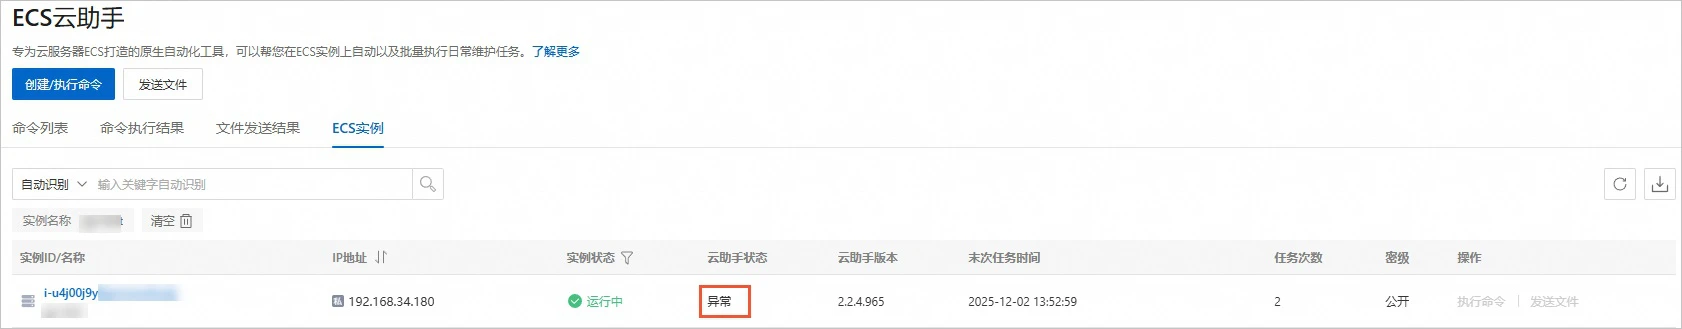 ECS云助手
专为云服务器ECS打造的原生自动化工具，可以帮您在ECS实例上自动以及批量执行日常维护任务。了解更多
创建/执行命令 发送文件
命令列表 命令执行结果 文件发送结果 ECS实例
自动识别 输入关键字自动识别
实例名称 清空
实例ID/名称 IP地址 实例状态 云助手状态 云助手版本 末次任务时间 任务次数 密级 操作
i-u4j00j9y 私 192.168.34.180 运行中 异常 2.2.4.965 2025-12-02 13:52:59 2 公开 执行命令 发送文件